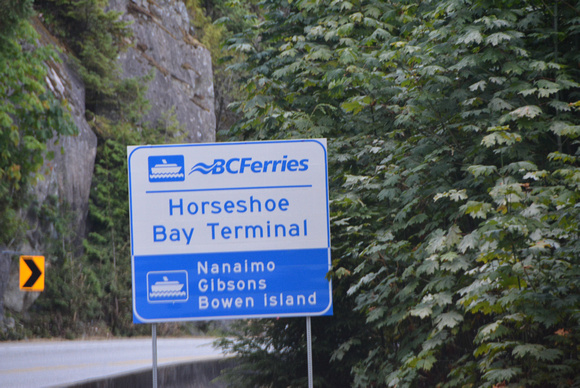 BCFerries
Horseshoe
Bay Terminal
Nanaimo
Gibsons
Bowen island